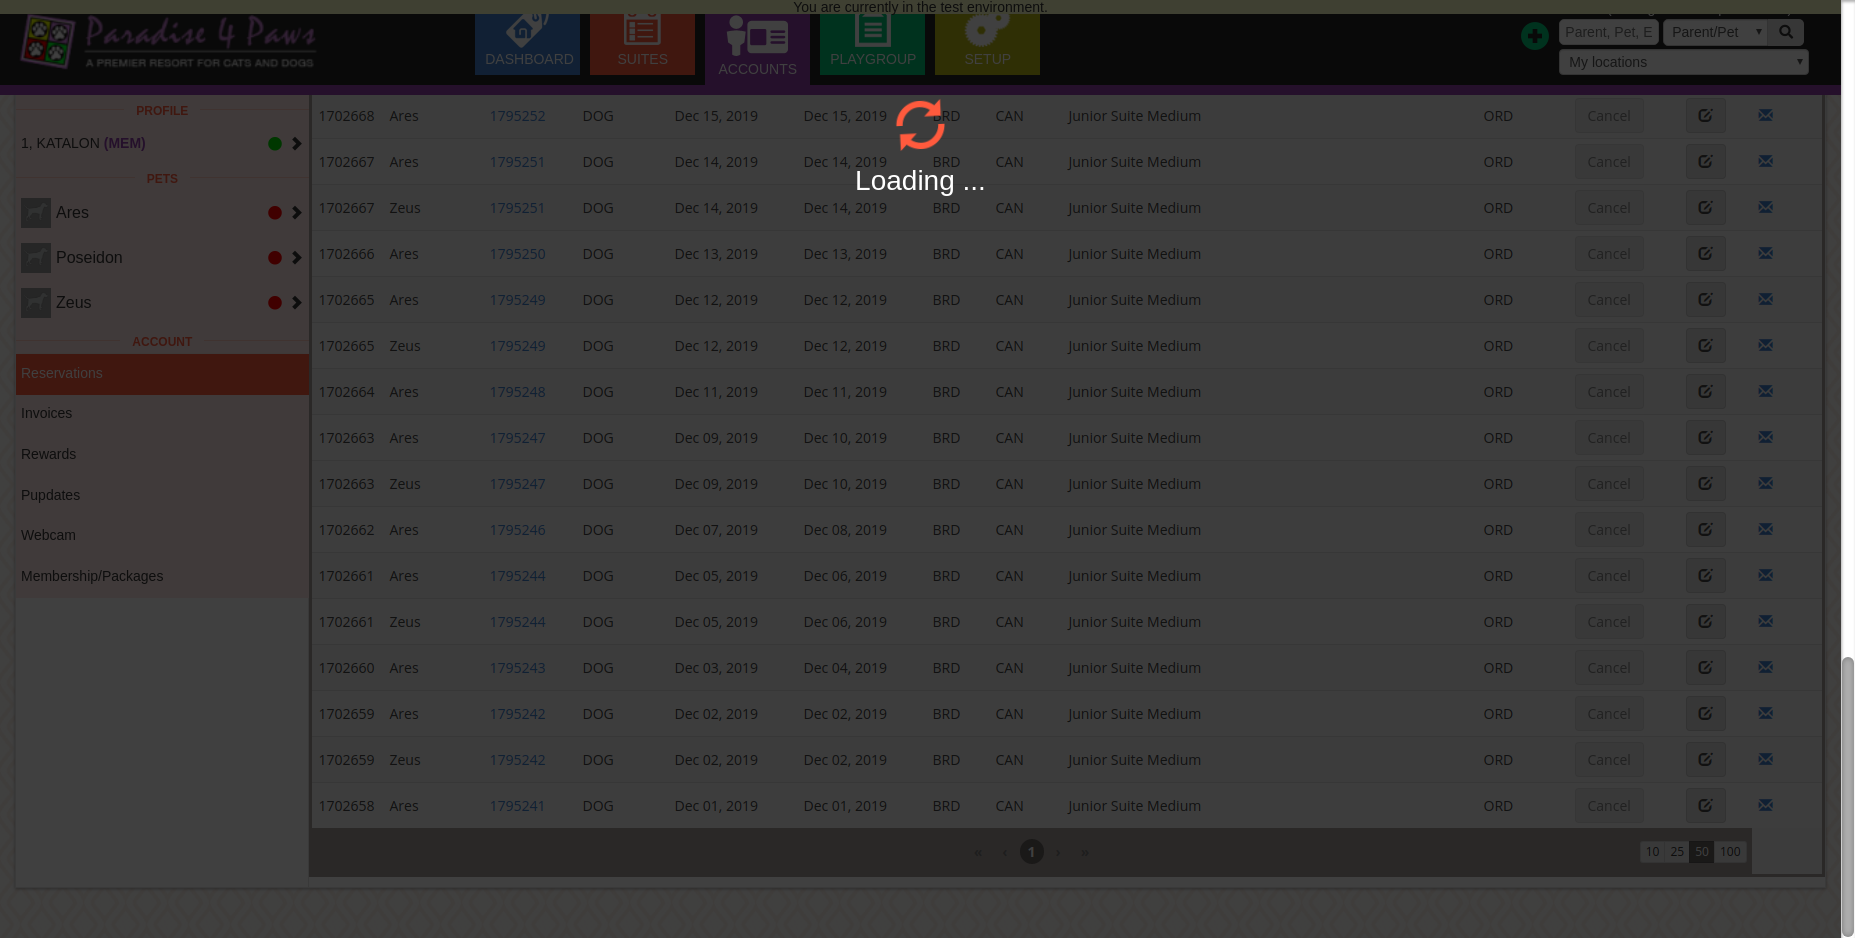 You are currently in the test environment.
Paradise 4 Paws
A PREMIER RESORT FOR CATS AND DOGS
DASHBOARD SUITES ACCOUNTS PLAYGROUP SETUP
Parent, Pet, E Parent/Pet
My locations
PROFILE
1, KATALON (MEM)
PETS
Ares
Poseidon
Zeus
ACCOUNT
Reservations
Invoices
Rewards
Pupdates
Webcam
Membership/Packages
Loading ...
1702668 Ares 1795252 DOG Dec 15, 2019 Dec 15, 2019 BRD CAN Junior Suite Medium ORD Cancel
1702667 Ares 1795251 DOG Dec 14, 2019 Dec 14, 2019 BRD CAN Junior Suite Medium ORD Cancel
1702667 Zeus 1795251 DOG Dec 14, 2019 Dec 14, 2019 BRD CAN Junior Suite Medium ORD Cancel
1702666 Ares 1795250 DOG Dec 13, 2019 Dec 13, 2019 BRD CAN Junior Suite Medium ORD Cancel
1702665 Ares 1795249 DOG Dec 12, 2019 Dec 12, 2019 BRD CAN Junior Suite Medium ORD Cancel
1702665 Zeus 1795249 DOG Dec 12, 2019 Dec 12, 2019 BRD CAN Junior Suite Medium ORD Cancel
1702664 Ares 1795248 DOG Dec 11, 2019 Dec 11, 2019 BRD CAN Junior Suite Medium ORD Cancel
1702663 Ares 1795247 DOG Dec 09, 2019 Dec 10, 2019 BRD CAN Junior Suite Medium ORD Cancel
1702663 Zeus 1795247 DOG Dec 09, 2019 Dec 10, 2019 BRD CAN Junior Suite Medium ORD Cancel
1702662 Ares 1795246 DOG Dec 07, 2019 Dec 08, 2019 BRD CAN Junior Suite Medium ORD Cancel
1702661 Ares 1795244 DOG Dec 05, 2019 Dec 06, 2019 BRD CAN Junior Suite Medium ORD Cancel
1702661 Zeus 1795244 DOG Dec 05, 2019 Dec 06, 2019 BRD CAN Junior Suite Medium ORD Cancel
1702660 Ares 1795243 DOG Dec 03, 2019 Dec 04, 2019 BRD CAN Junior Suite Medium ORD Cancel
1702659 Ares 1795242 DOG Dec 02, 2019 Dec 02, 2019 BRD CAN Junior Suite Medium ORD Cancel
1702659 Zeus 1795242 DOG Dec 02, 2019 Dec 02, 2019 BRD CAN Junior Suite Medium ORD Cancel
1702658 Ares 1795241 DOG Dec 01, 2019 Dec 01, 2019 BRD CAN Junior Suite Medium ORD Cancel
« ‹ 1 › » 10 25 50 100